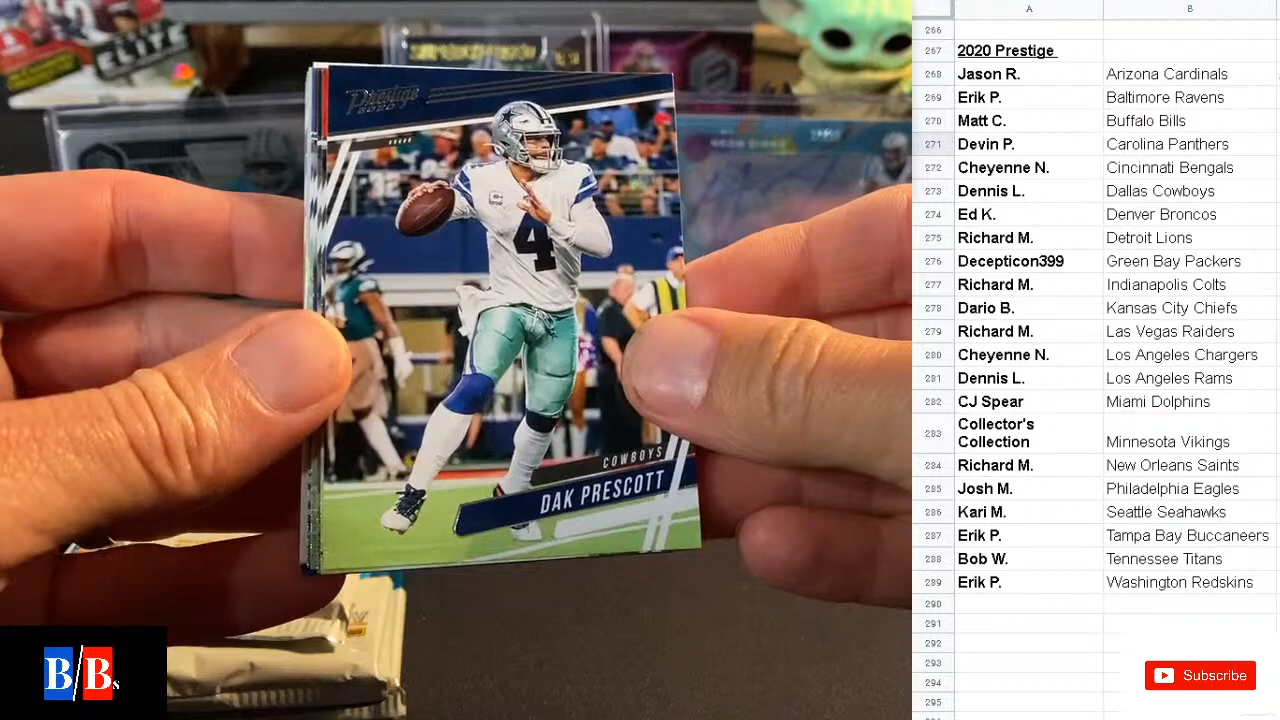 ELITE
Prestige
2020
4
COWBOYS
DAK PRESCOTT
B/Bs
A B
266
267 2020 Prestige
268 Jason R. Arizona Cardinals
269 Erik P. Baltimore Ravens
270 Matt C. Buffalo Bills
271 Devin P. Carolina Panthers
272 Cheyenne N. Cincinnati Bengals
273 Dennis L. Dallas Cowboys
274 Ed K. Denver Broncos
275 Richard M. Detroit Lions
276 Decepticon399 Green Bay Packers
277 Richard M. Indianapolis Colts
278 Dario B. Kansas City Chiefs
279 Richard M. Las Vegas Raiders
280 Cheyenne N. Los Angeles Chargers
281 Dennis L. Los Angeles Rams
282 CJ Spear Miami Dolphins
Collector's
283 Collection Minnesota Vikings
284 Richard M. New Orleans Saints
285 Josh M. Philadelphia Eagles
286 Kari M. Seattle Seahawks
287 Erik P. Tampa Bay Buccaneers
288 Bob W. Tennessee Titans
289 Erik P. Washington Redskins
290
291
292
293
294
295
Subscribe